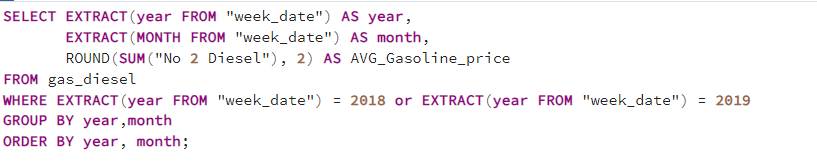 SELECT EXTRACT(year FROM "week_date") AS year,
EXTRACT(MONTH FROM "week_date") AS month,
ROUND(SUM("No 2 Diesel"), 2) AS AVG_Gasoline_price
FROM gas_diesel
WHERE EXTRACT(year FROM "week_date") = 2018 or EXTRACT(year FROM "week_date") = 2019
GROUP BY year,month
ORDER BY year, month;